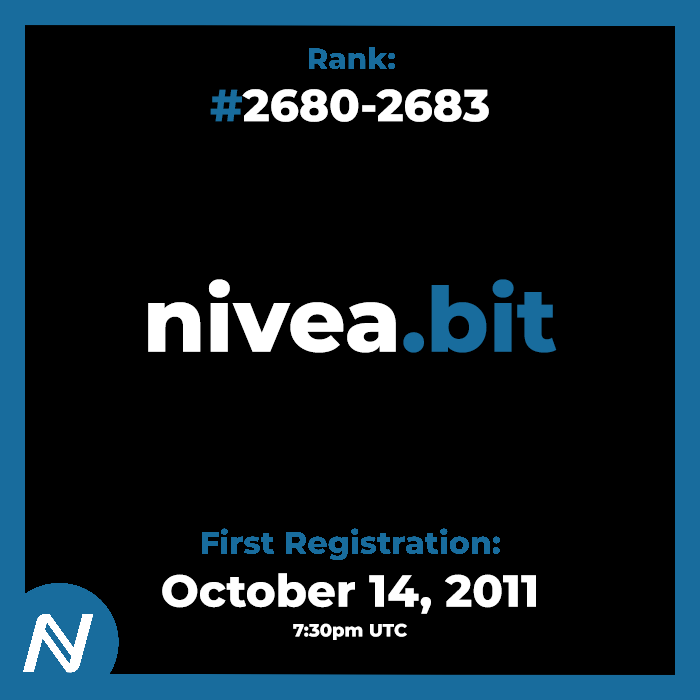 Rank:
#2680-2683
nivea.bit
First Registration:
October 14, 2011
7:30pm UTC
N